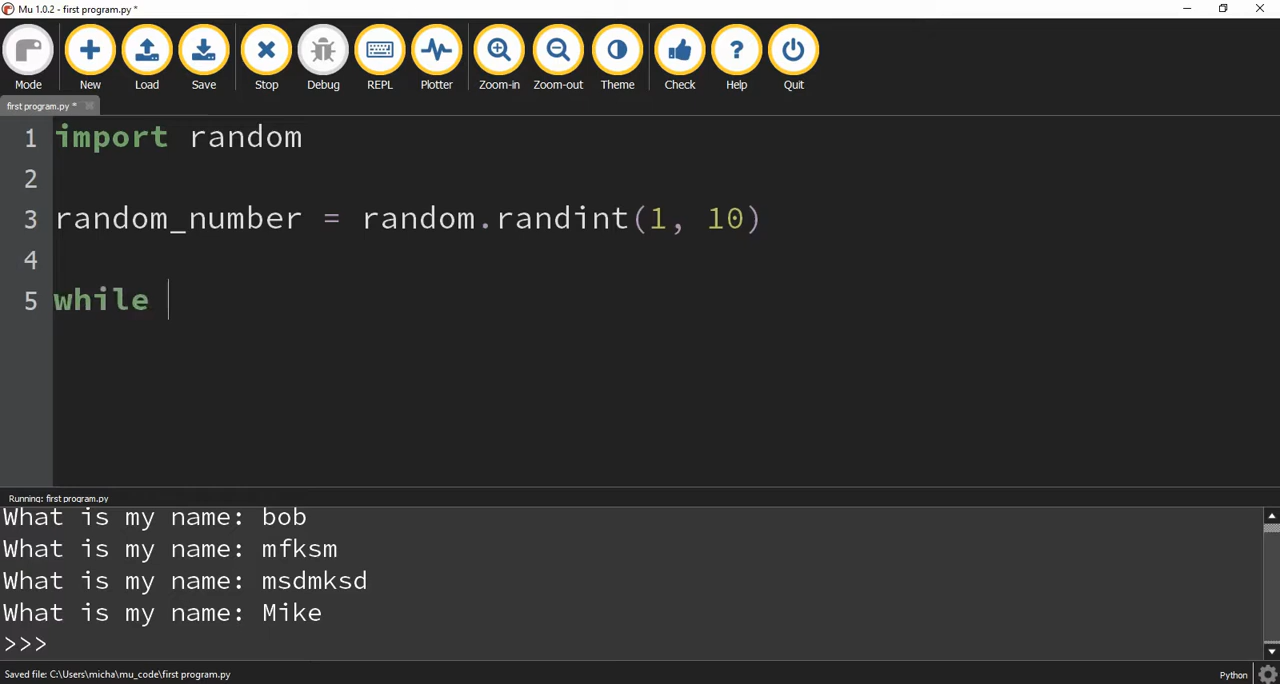 Mu 1.0.2 - first program.py *
Mode New Load Save Stop Debug REPL Plotter Zoom-in Zoom-out Theme Check Help Quit
first program.py *
1 import random
2
3 random_number = random.randint(1, 10)
4
5 while
Running: first program.py
What is my name: bob
What is my name: mfksm
What is my name: msdmksd
What is my name: Mike
>>>
Saved file: C:\Users\micha\mu_code\first program.py Python